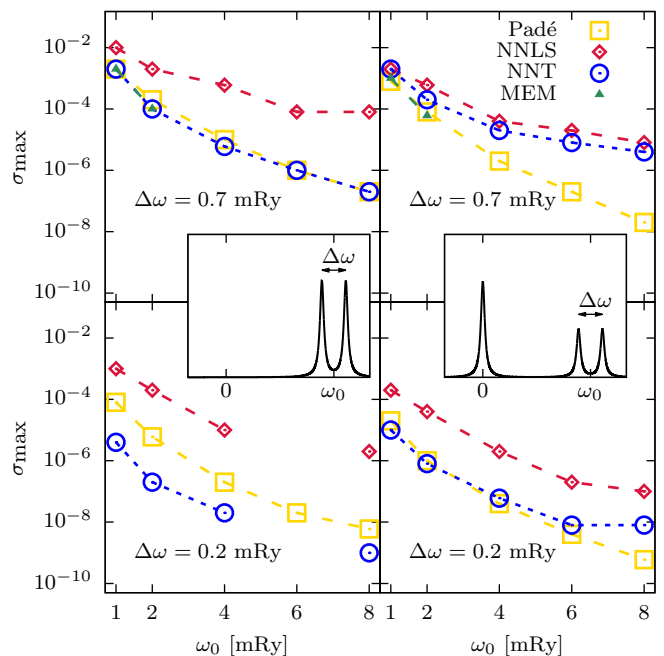 Padé
NNLS
NNT
MEM
σmax
10⁻²
10⁻⁴
10⁻⁶
10⁻⁸
10⁻¹⁰
Δω = 0.7 mRy
Δω = 0.7 mRy
Δω
0
ω₀
Δω
0
ω₀
σmax
10⁻²
10⁻⁴
10⁻⁶
10⁻⁸
10⁻¹⁰
Δω = 0.2 mRy
Δω = 0.2 mRy
1 2 4 6 8
1 2 4 6 8
ω₀ [mRy]
ω₀ [mRy]